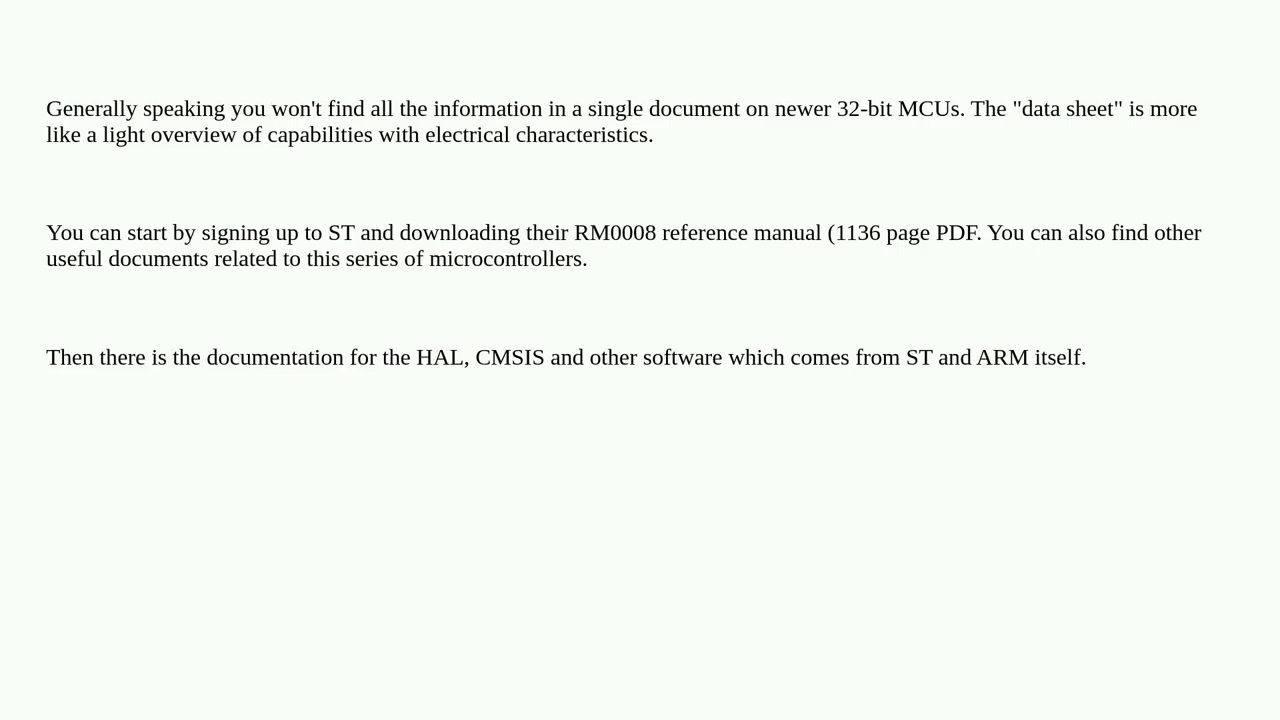 Generally speaking you won't find all the information in a single document on newer 32-bit MCUs. The "data sheet" is more
like a light overview of capabilities with electrical characteristics.
You can start by signing up to ST and downloading their RM0008 reference manual (1136 page PDF. You can also find other
useful documents related to this series of microcontrollers.
Then there is the documentation for the HAL, CMSIS and other software which comes from ST and ARM itself.